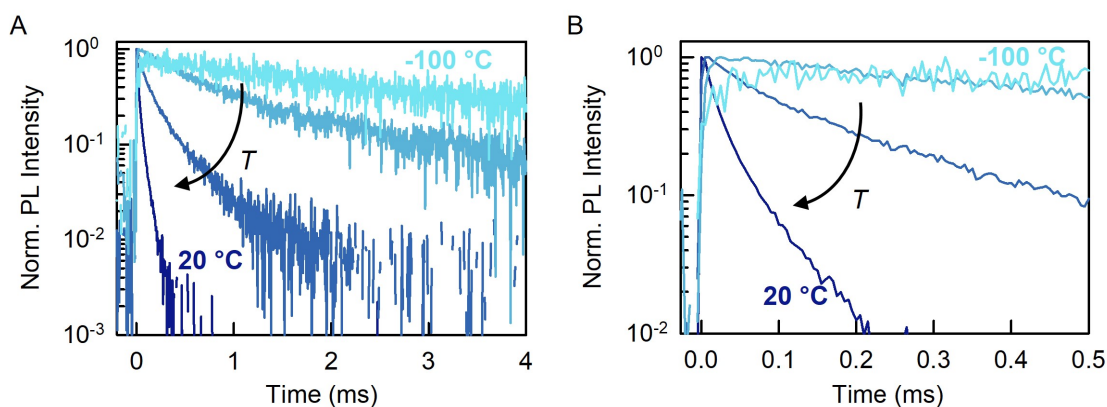 A
Norm. PL Intensity
10⁰
10⁻¹
10⁻²
10⁻³
-100 °C
T
20 °C
0 1 2 3 4
Time (ms)
B
Norm. PL Intensity
10⁰
10⁻¹
10⁻²
-100 °C
T
20 °C
0.0 0.1 0.2 0.3 0.4 0.5
Time (ms)